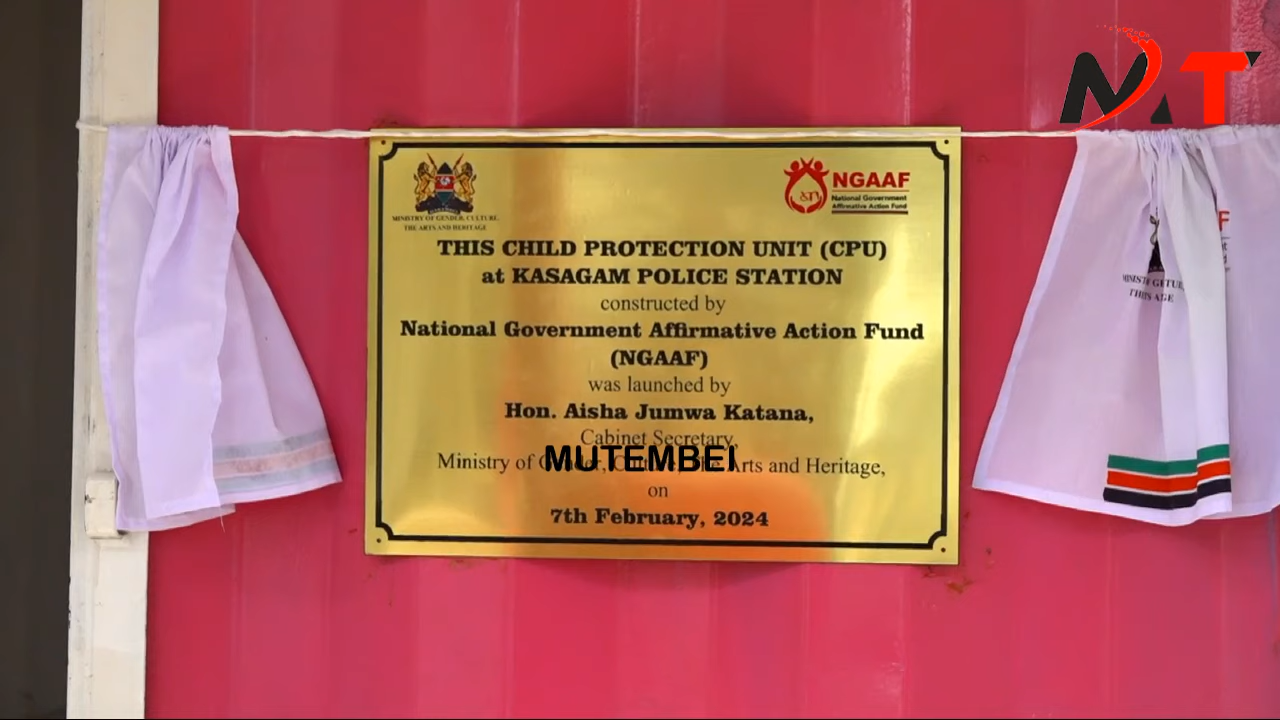 MAT
MINISTRY OF GENDER, CULTURE,
THE ARTS AND HERITAGE
NGAAF
National Government
Affirmative Action Fund
THIS CHILD PROTECTION UNIT (CPU)
at KASAGAM POLICE STATION
constructed by
National Government Affirmative Action Fund
(NGAAF)
was launched by
Hon. Aisha Jumwa Katana,
Cabinet Secretary,
MUTEMBEI
Ministry of Gender, Culture, The Arts and Heritage,
on
7th February, 2024